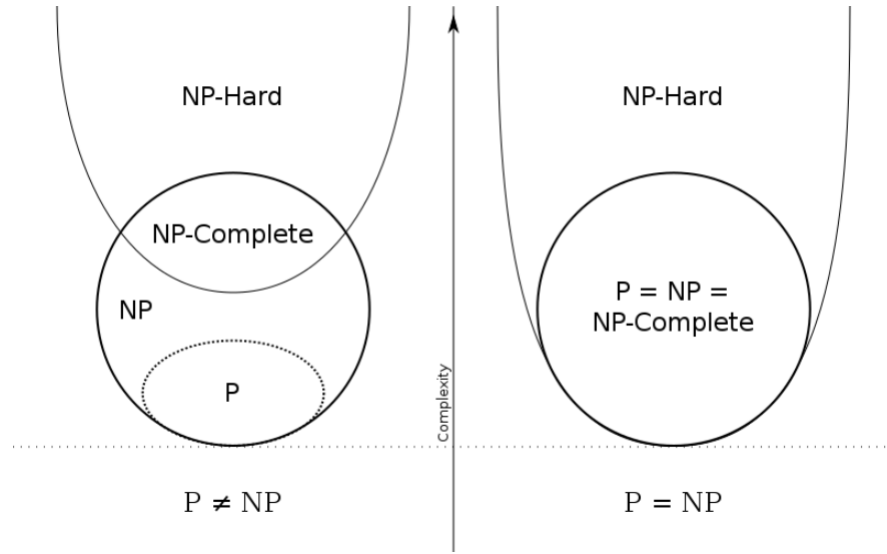 NP-Hard
NP-Complete
NP
P
P ≠ NP
Complexity
NP-Hard
P = NP =
NP-Complete
P = NP